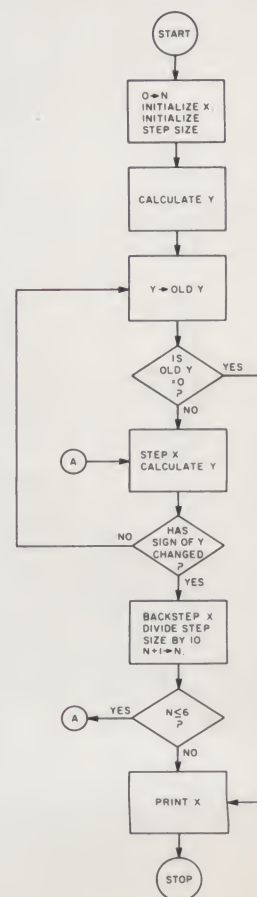 START
O→N
INITIALIZE X
INITIALIZE
STEP SIZE
CALCULATE Y
Y→OLD Y
IS
OLD Y
=0
?
YES
NO
A
STEP X
CALCULATE Y
NO
HAS
SIGN OF Y
CHANGED
?
YES
BACKSTEP X
DIVIDE STEP
SIZE BY 10
N+1→N.
A
YES
N≤6
?
NO
PRINT X
STOP